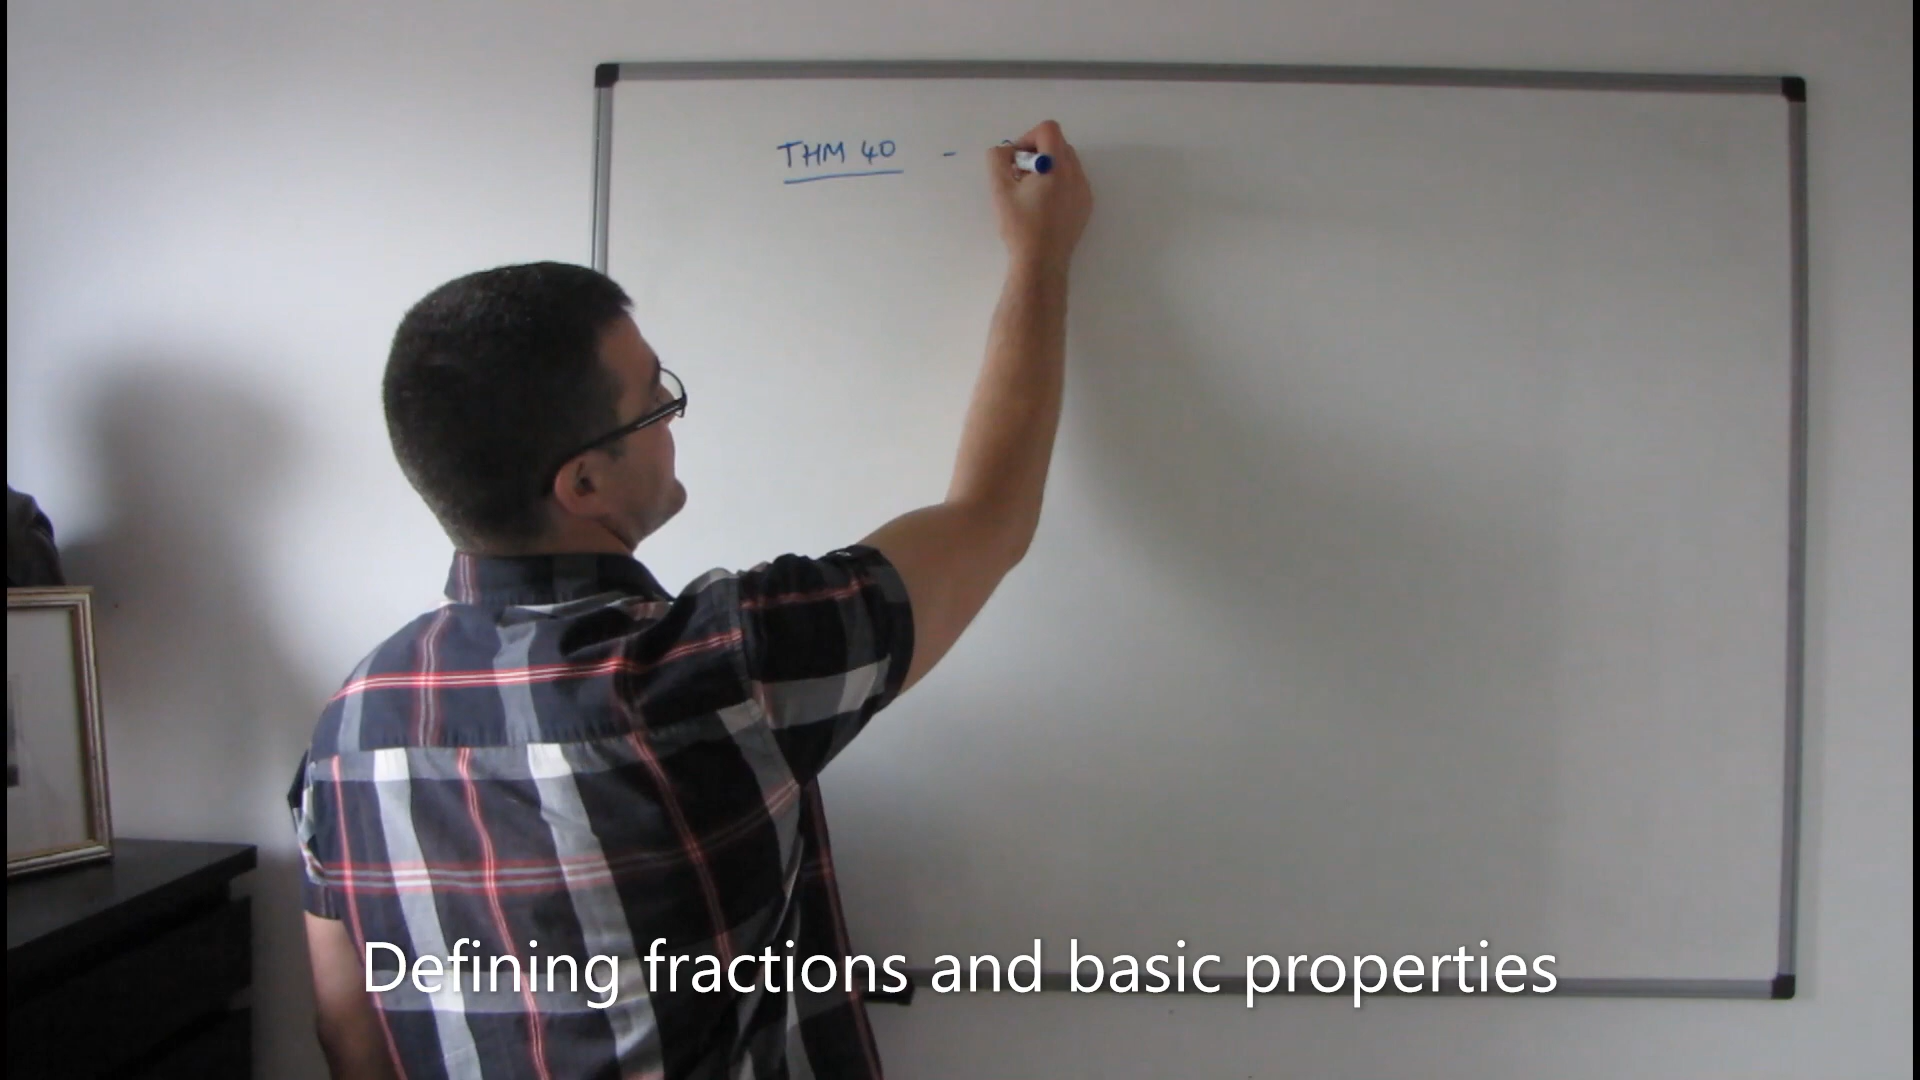 THM 40 -
Defining fractions and basic properties